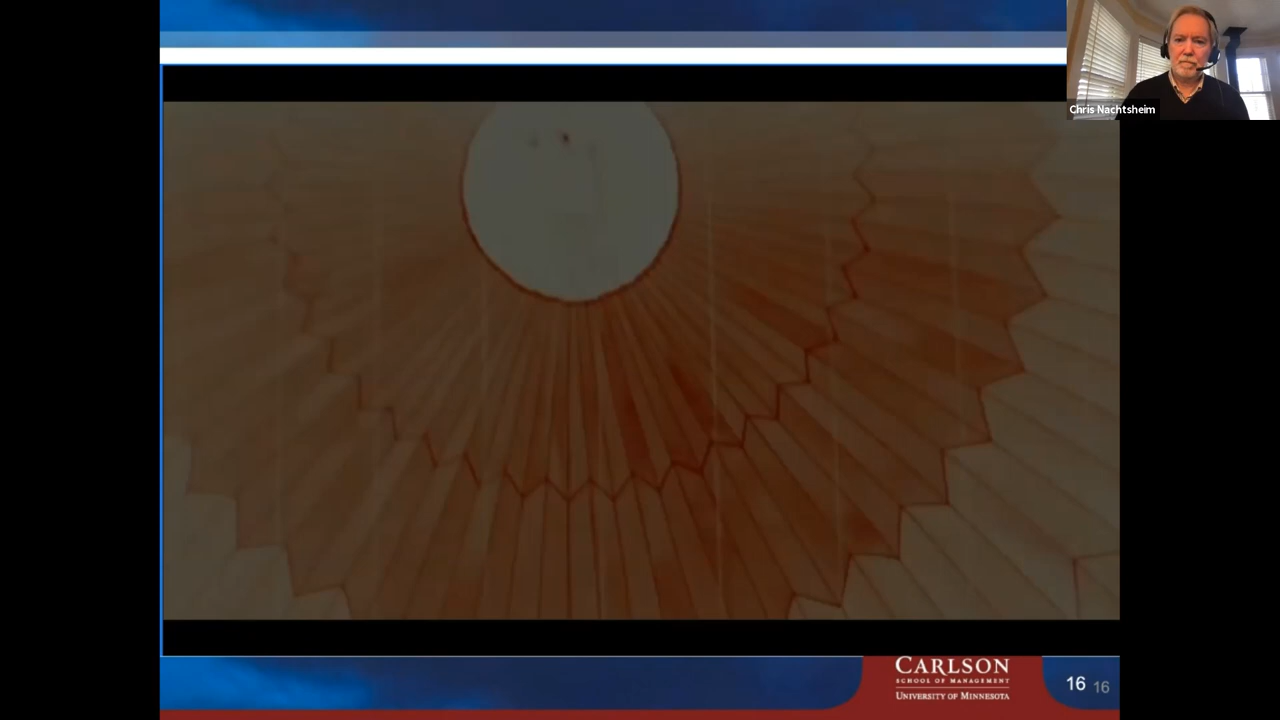 Chris Nachtsheim
CARLSON
SCHOOL OF MANAGEMENT
UNIVERSITY OF MINNESOTA
16 16